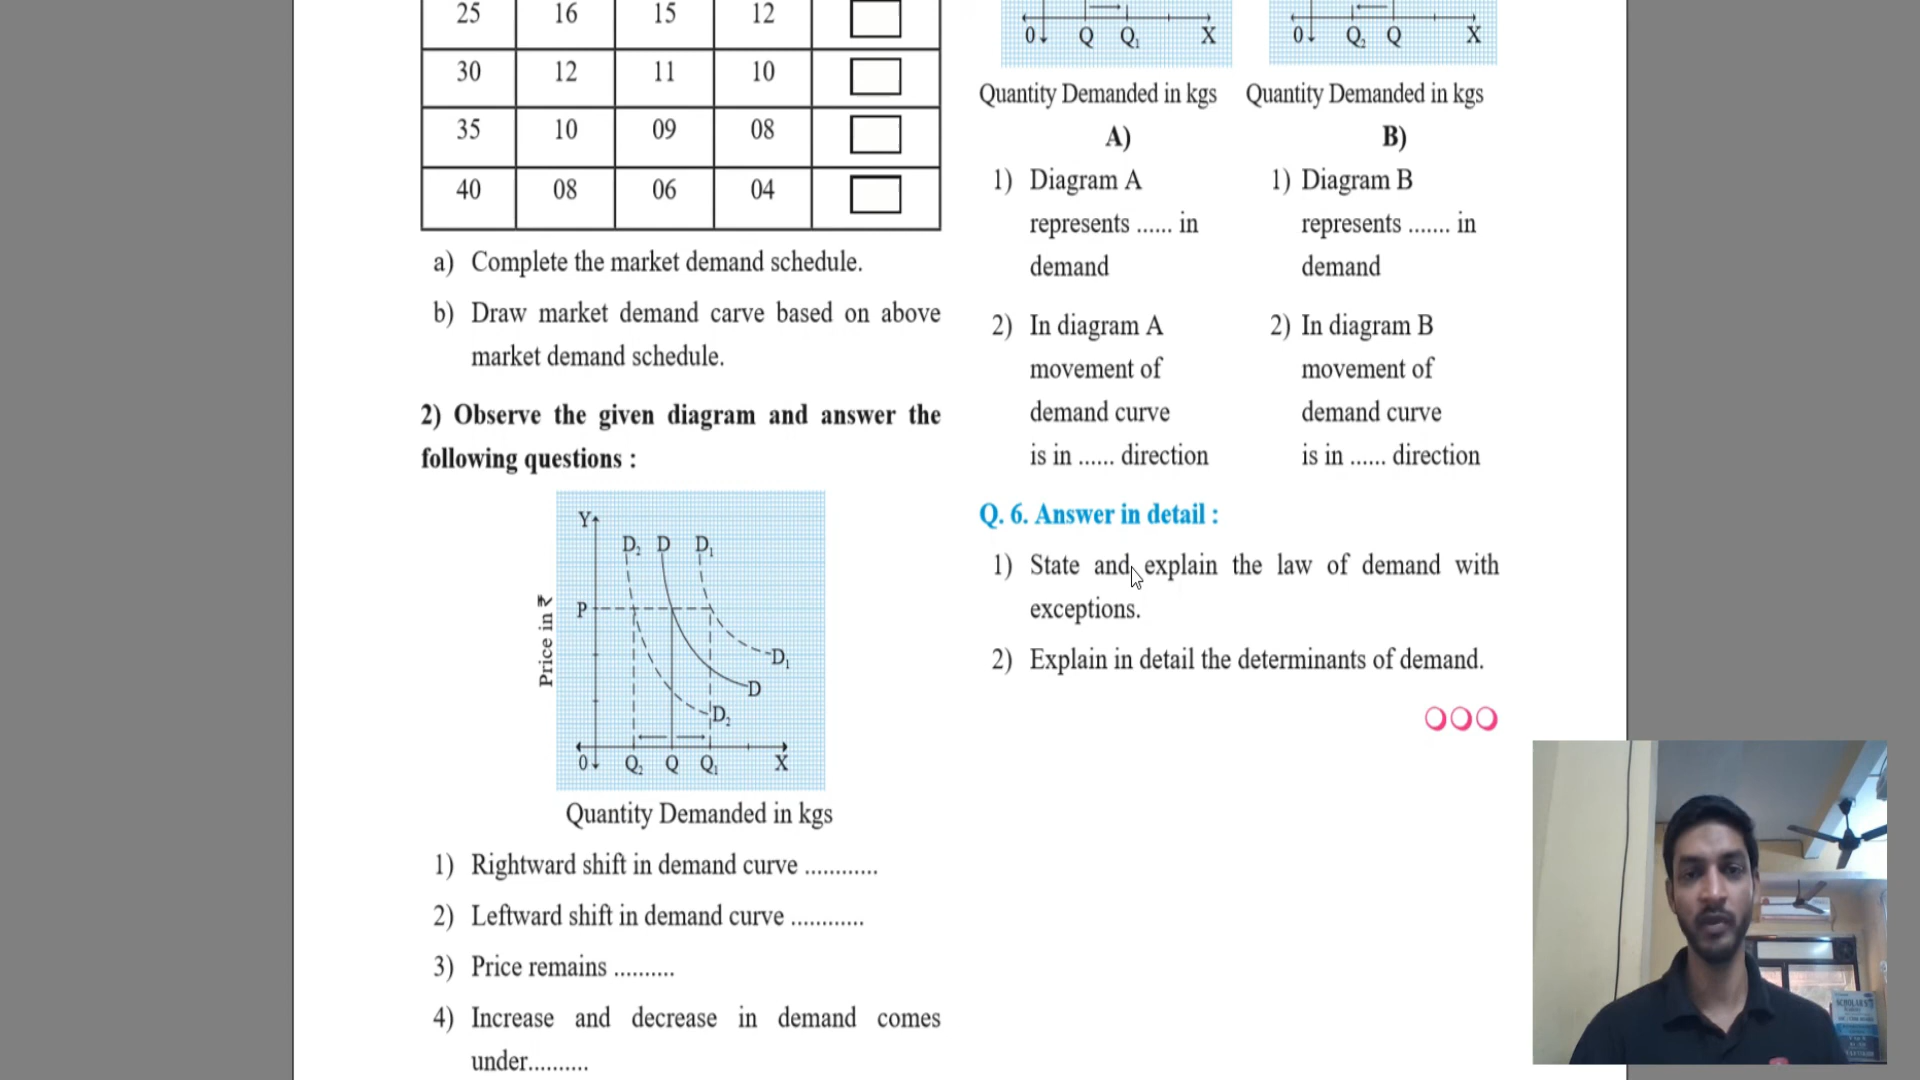 25 16 15 12
30 12 11 10
35 10 09 08
40 08 06 04
a) Complete the market demand schedule.
b) Draw market demand carve based on above
market demand schedule.
2) Observe the given diagram and answer the
following questions :
Y
D₂ D D₁
P
Price in ₹
D₁
D
D₂
0 Q₂ Q Q₁ X
Quantity Demanded in kgs
1) Rightward shift in demand curve ............
2) Leftward shift in demand curve ............
3) Price remains ..........
4) Increase and decrease in demand comes
under..........
0 Q Q₁ X
Quantity Demanded in kgs
A)
1) Diagram A
represents ...... in
demand
2) In diagram A
movement of
demand curve
is in ...... direction
0 Q₂ Q X
Quantity Demanded in kgs
B)
1) Diagram B
represents ....... in
demand
2) In diagram B
movement of
demand curve
is in ...... direction
Q. 6. Answer in detail :
1) State and explain the law of demand with
exceptions.
2) Explain in detail the determinants of demand.